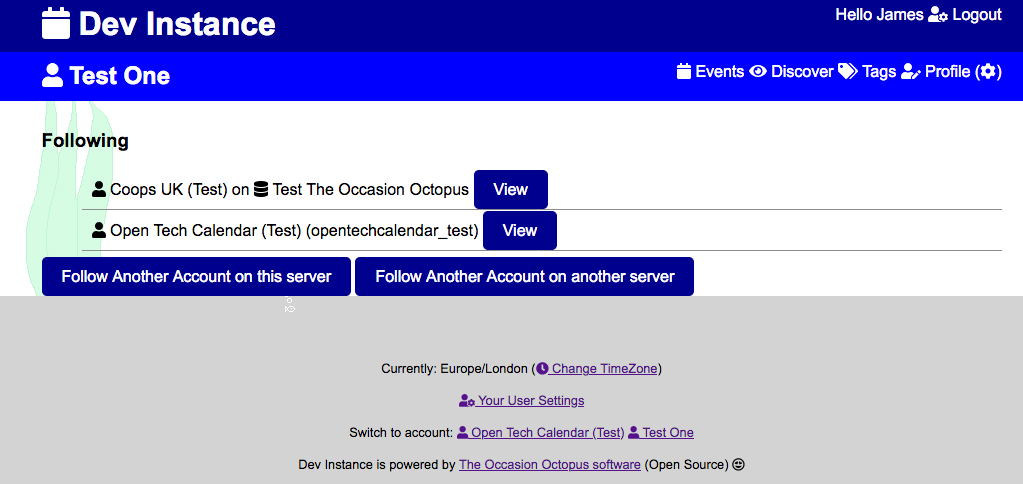 Dev Instance
Hello James Logout
Test One
Events Discover Tags Profile ()
Following
Coops UK (Test) on Test The Occasion Octopus View
Open Tech Calendar (Test) (opentechcalendar_test) View
Follow Another Account on this server Follow Another Account on another server
Currently: Europe/London ( Change TimeZone)
Your User Settings
Switch to account: Open Tech Calendar (Test) Test One
Dev Instance is powered by The Occasion Octopus software (Open Source)